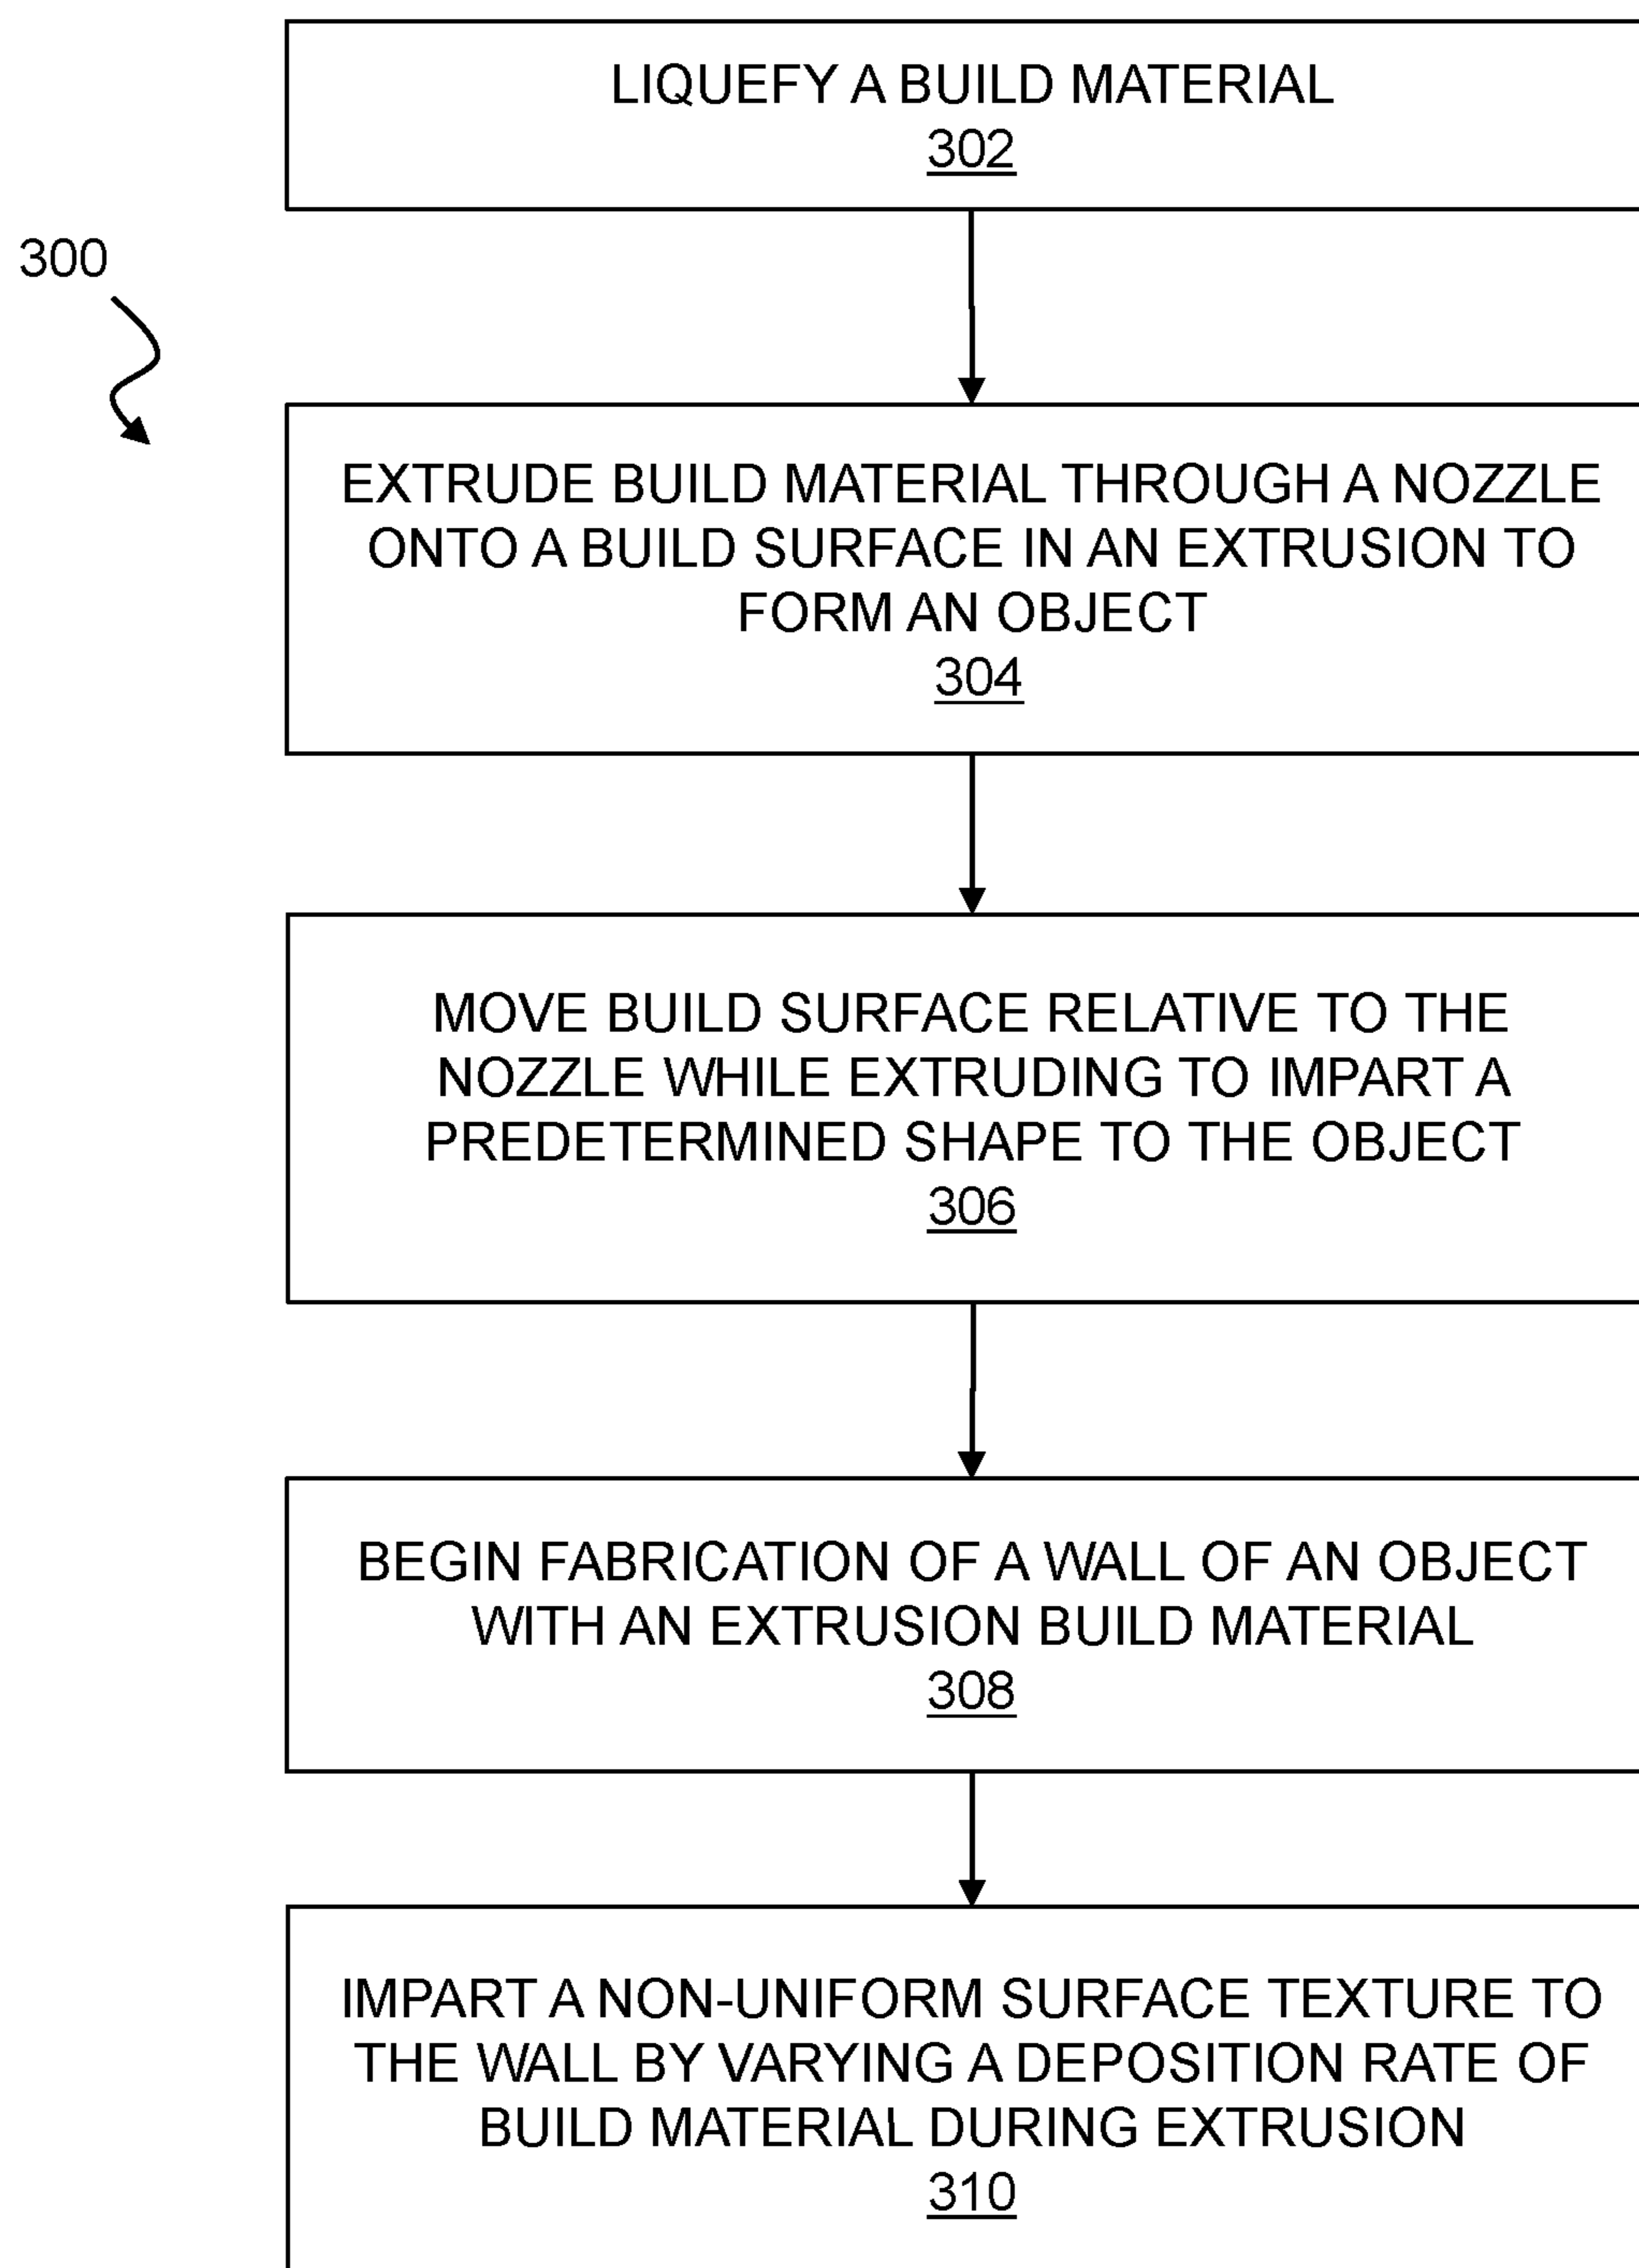 LIQUEFY A BUILD MATERIAL
302
300
EXTRUDE BUILD MATERIAL THROUGH A NOZZLE
ONTO A BUILD SURFACE IN AN EXTRUSION TO
FORM AN OBJECT
304
MOVE BUILD SURFACE RELATIVE TO THE
NOZZLE WHILE EXTRUDING TO IMPART A
PREDETERMINED SHAPE TO THE OBJECT
306
BEGIN FABRICATION OF A WALL OF AN OBJECT
WITH AN EXTRUSION BUILD MATERIAL
308
IMPART A NON-UNIFORM SURFACE TEXTURE TO
THE WALL BY VARYING A DEPOSITION RATE OF
BUILD MATERIAL DURING EXTRUSION
310